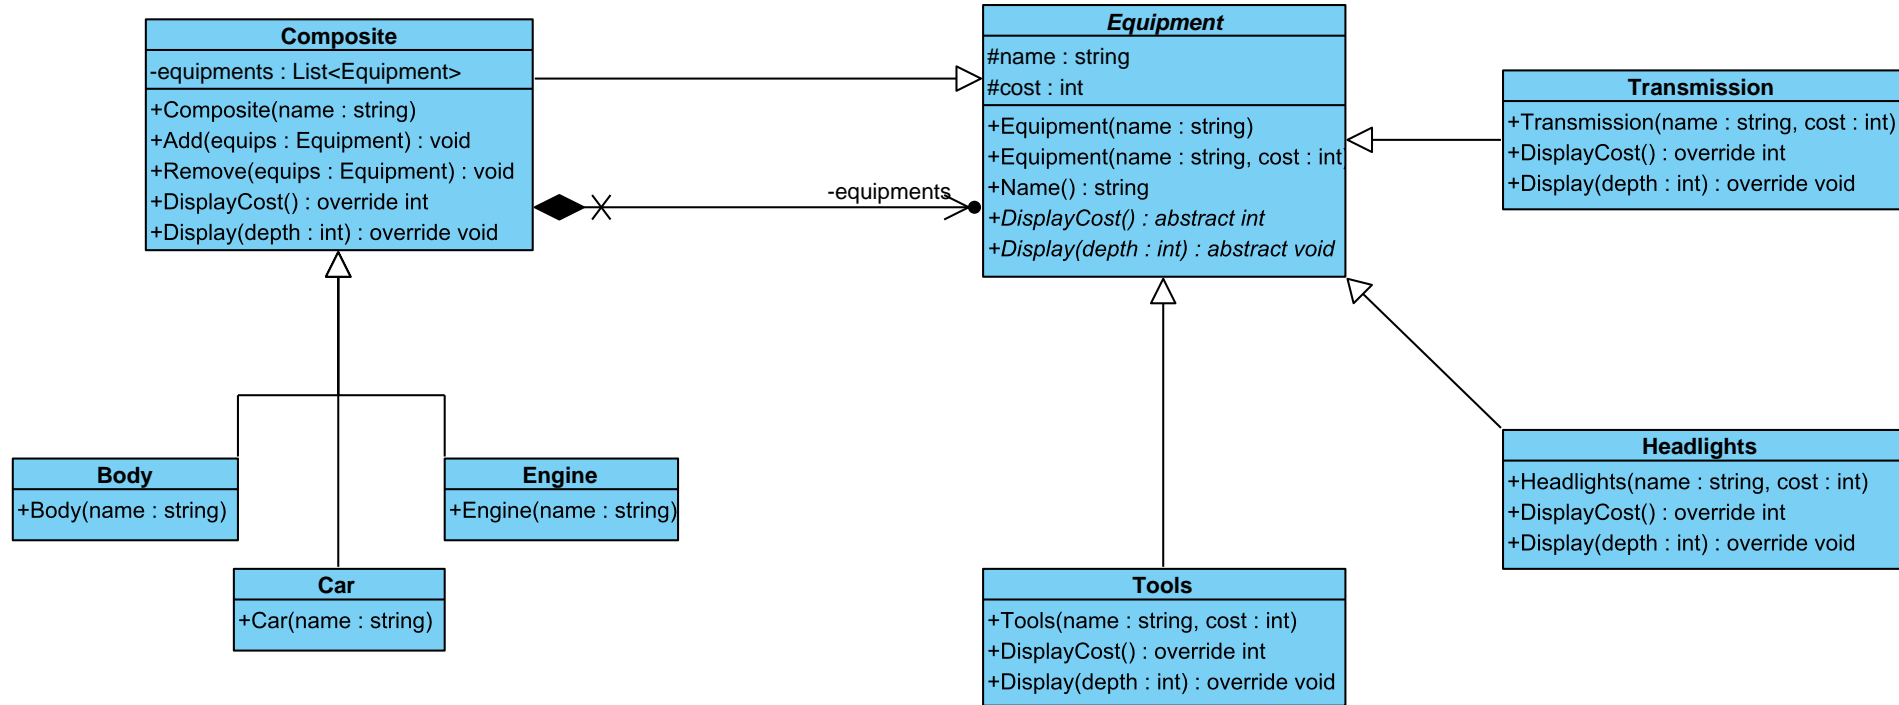 Composite
-equipments : List<Equipment>
+Composite(name : string)
+Add(equips : Equipment) : void
+Remove(equips : Equipment) : void
+DisplayCost() : override int
+Display(depth : int) : override void
-equipments
Equipment
#name : string
#cost : int
+Equipment(name : string)
+Equipment(name : string, cost : int)
+Name() : string
+DisplayCost() : abstract int
+Display(depth : int) : abstract void
Transmission
+Transmission(name : string, cost : int)
+DisplayCost() : override int
+Display(depth : int) : override void
Body
+Body(name : string)
Engine
+Engine(name : string)
Car
+Car(name : string)
Tools
+Tools(name : string, cost : int)
+DisplayCost() : override int
+Display(depth : int) : override void
Headlights
+Headlights(name : string, cost : int)
+DisplayCost() : override int
+Display(depth : int) : override void